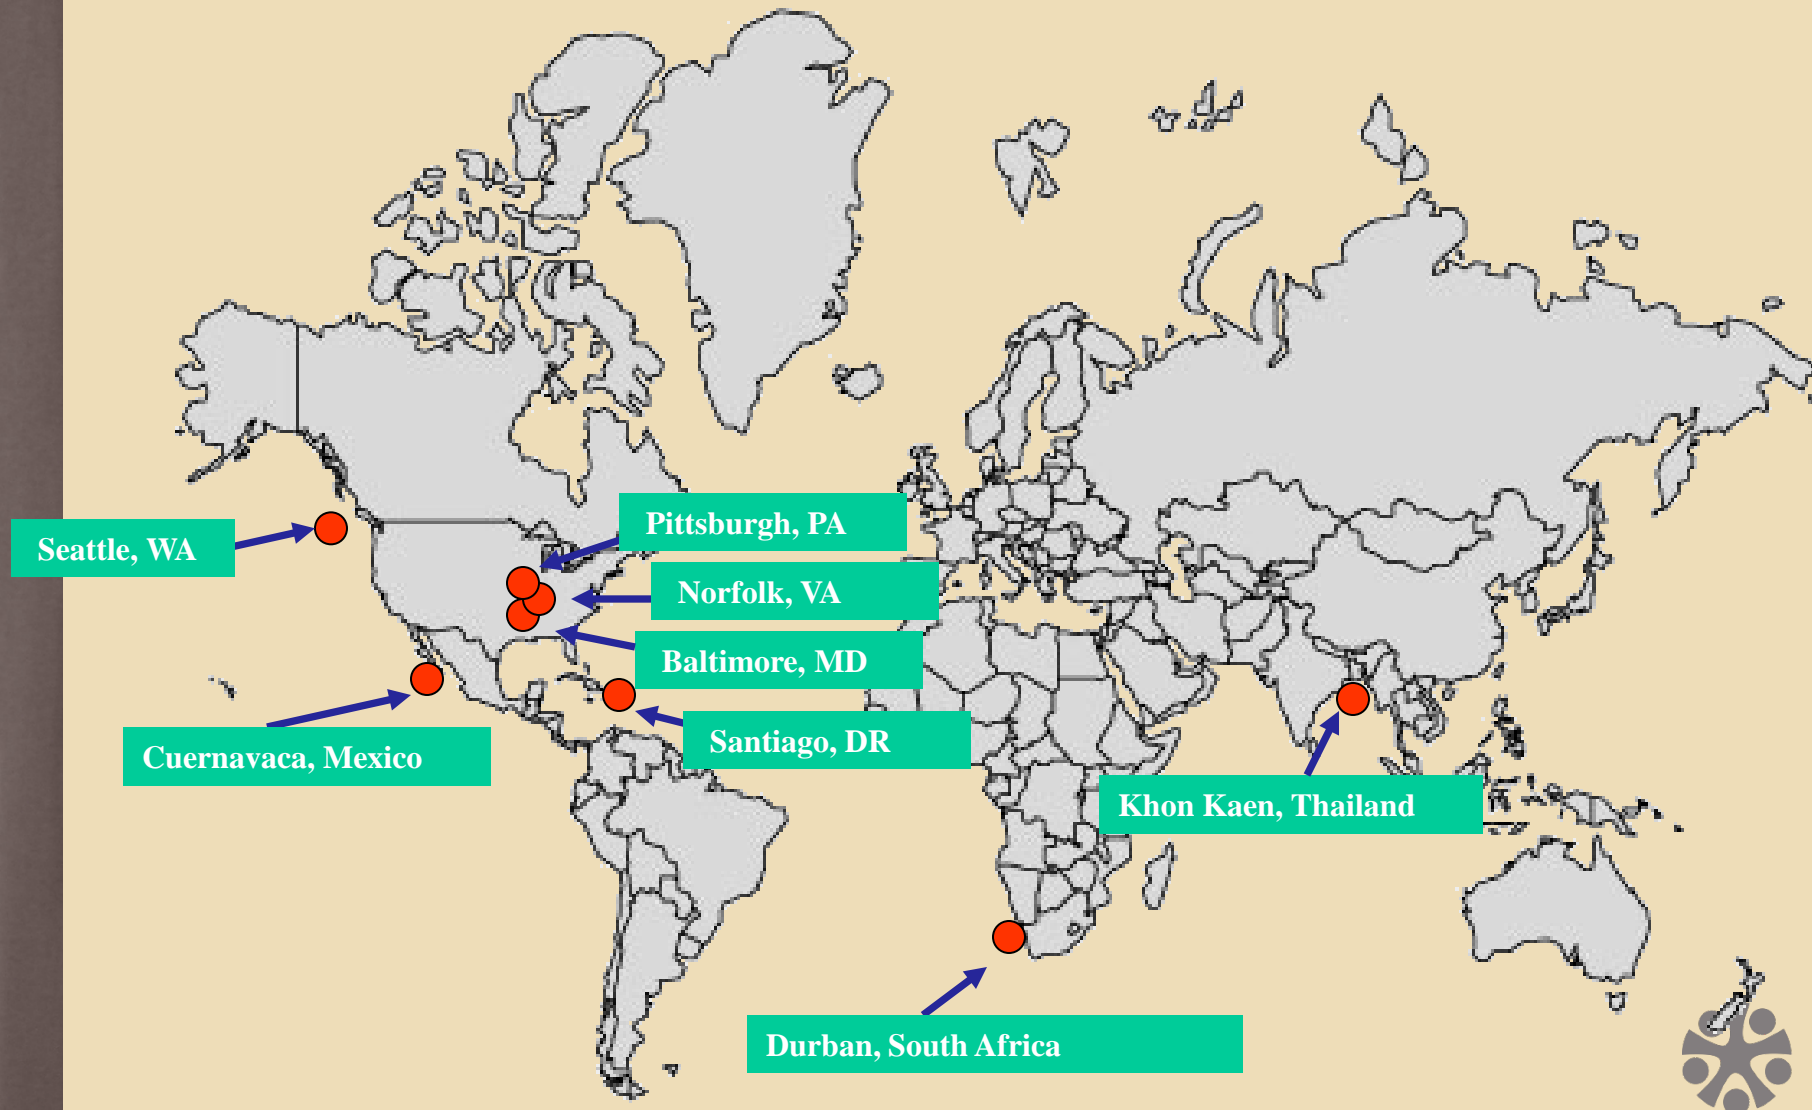 Pittsburgh, PA
Seattle, WA
Norfolk, VA
Baltimore, MD
Santiago, DR
Cuernavaca, Mexico
Khon Kaen, Thailand
Durban, South Africa